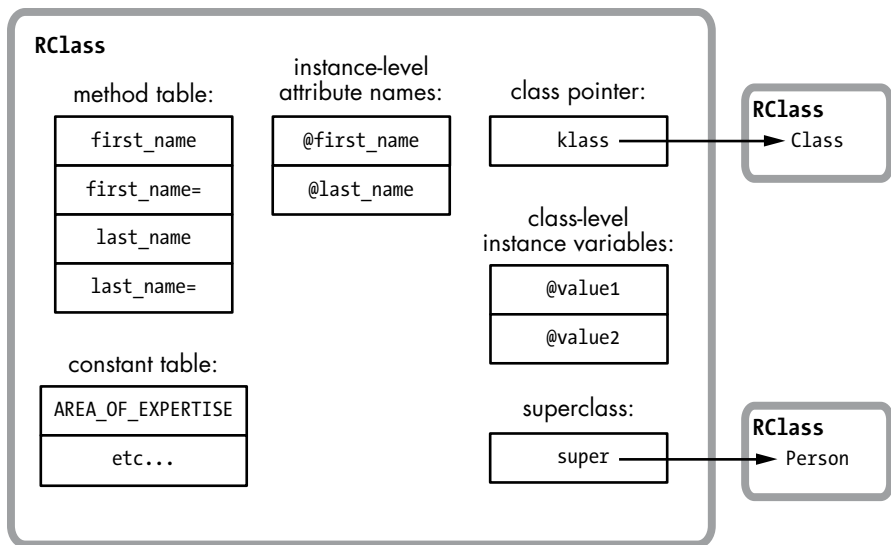 RClass
method table:
first_name
first_name=
last_name
last_name=
instance-level
attribute names:
@first_name
@last_name
class pointer:
klass
RClass
Class
class-level
instance variables:
@value1
@value2
constant table:
AREA_OF_EXPERTISE
etc...
superclass:
super
RClass
Person